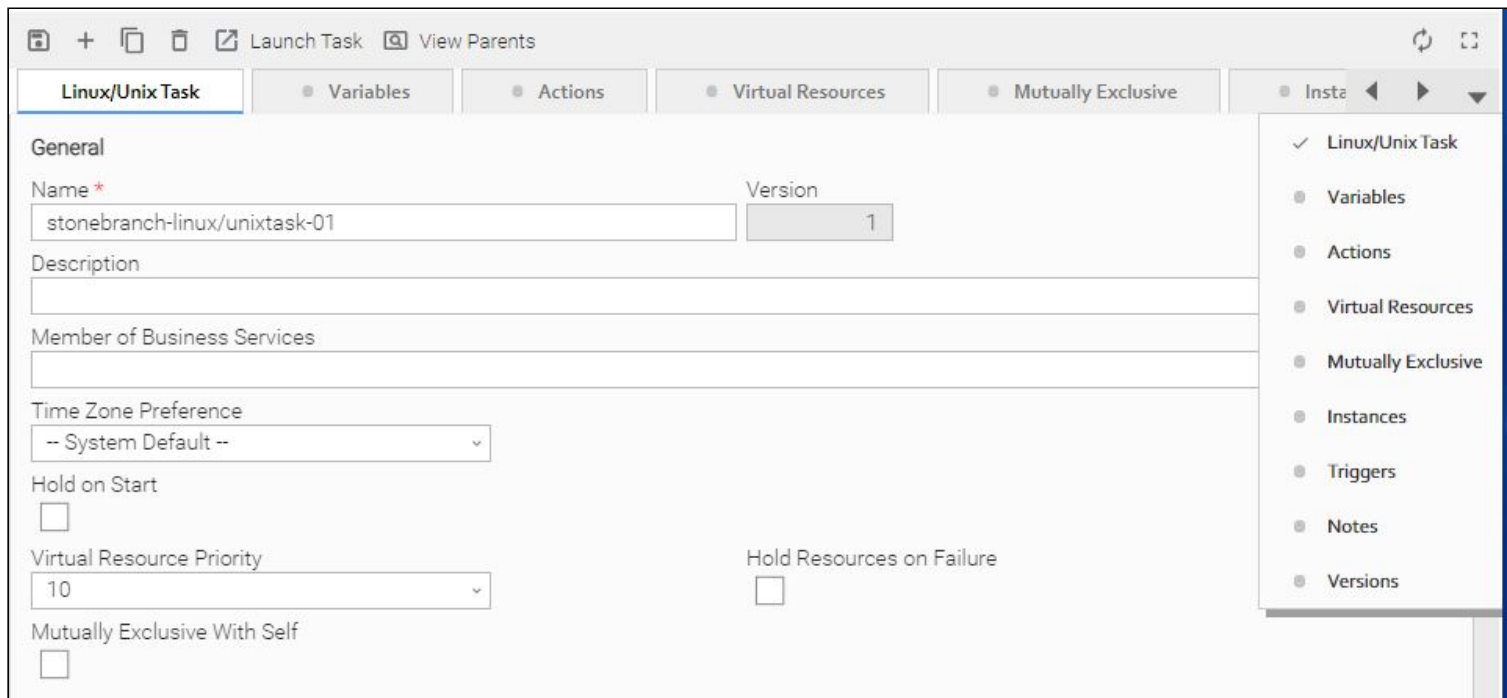 Launch Task View Parents
Linux/Unix Task Variables Actions Virtual Resources Mutually Exclusive Insta
General
Name * Version
stonebranch-linux/unixtask-01 1
Description
Member of Business Services
Time Zone Preference
-- System Default --
Hold on Start
Virtual Resource Priority Hold Resources on Failure
10
Mutually Exclusive With Self
Linux/Unix Task
Variables
Actions
Virtual Resources
Mutually Exclusive
Instances
Triggers
Notes
Versions